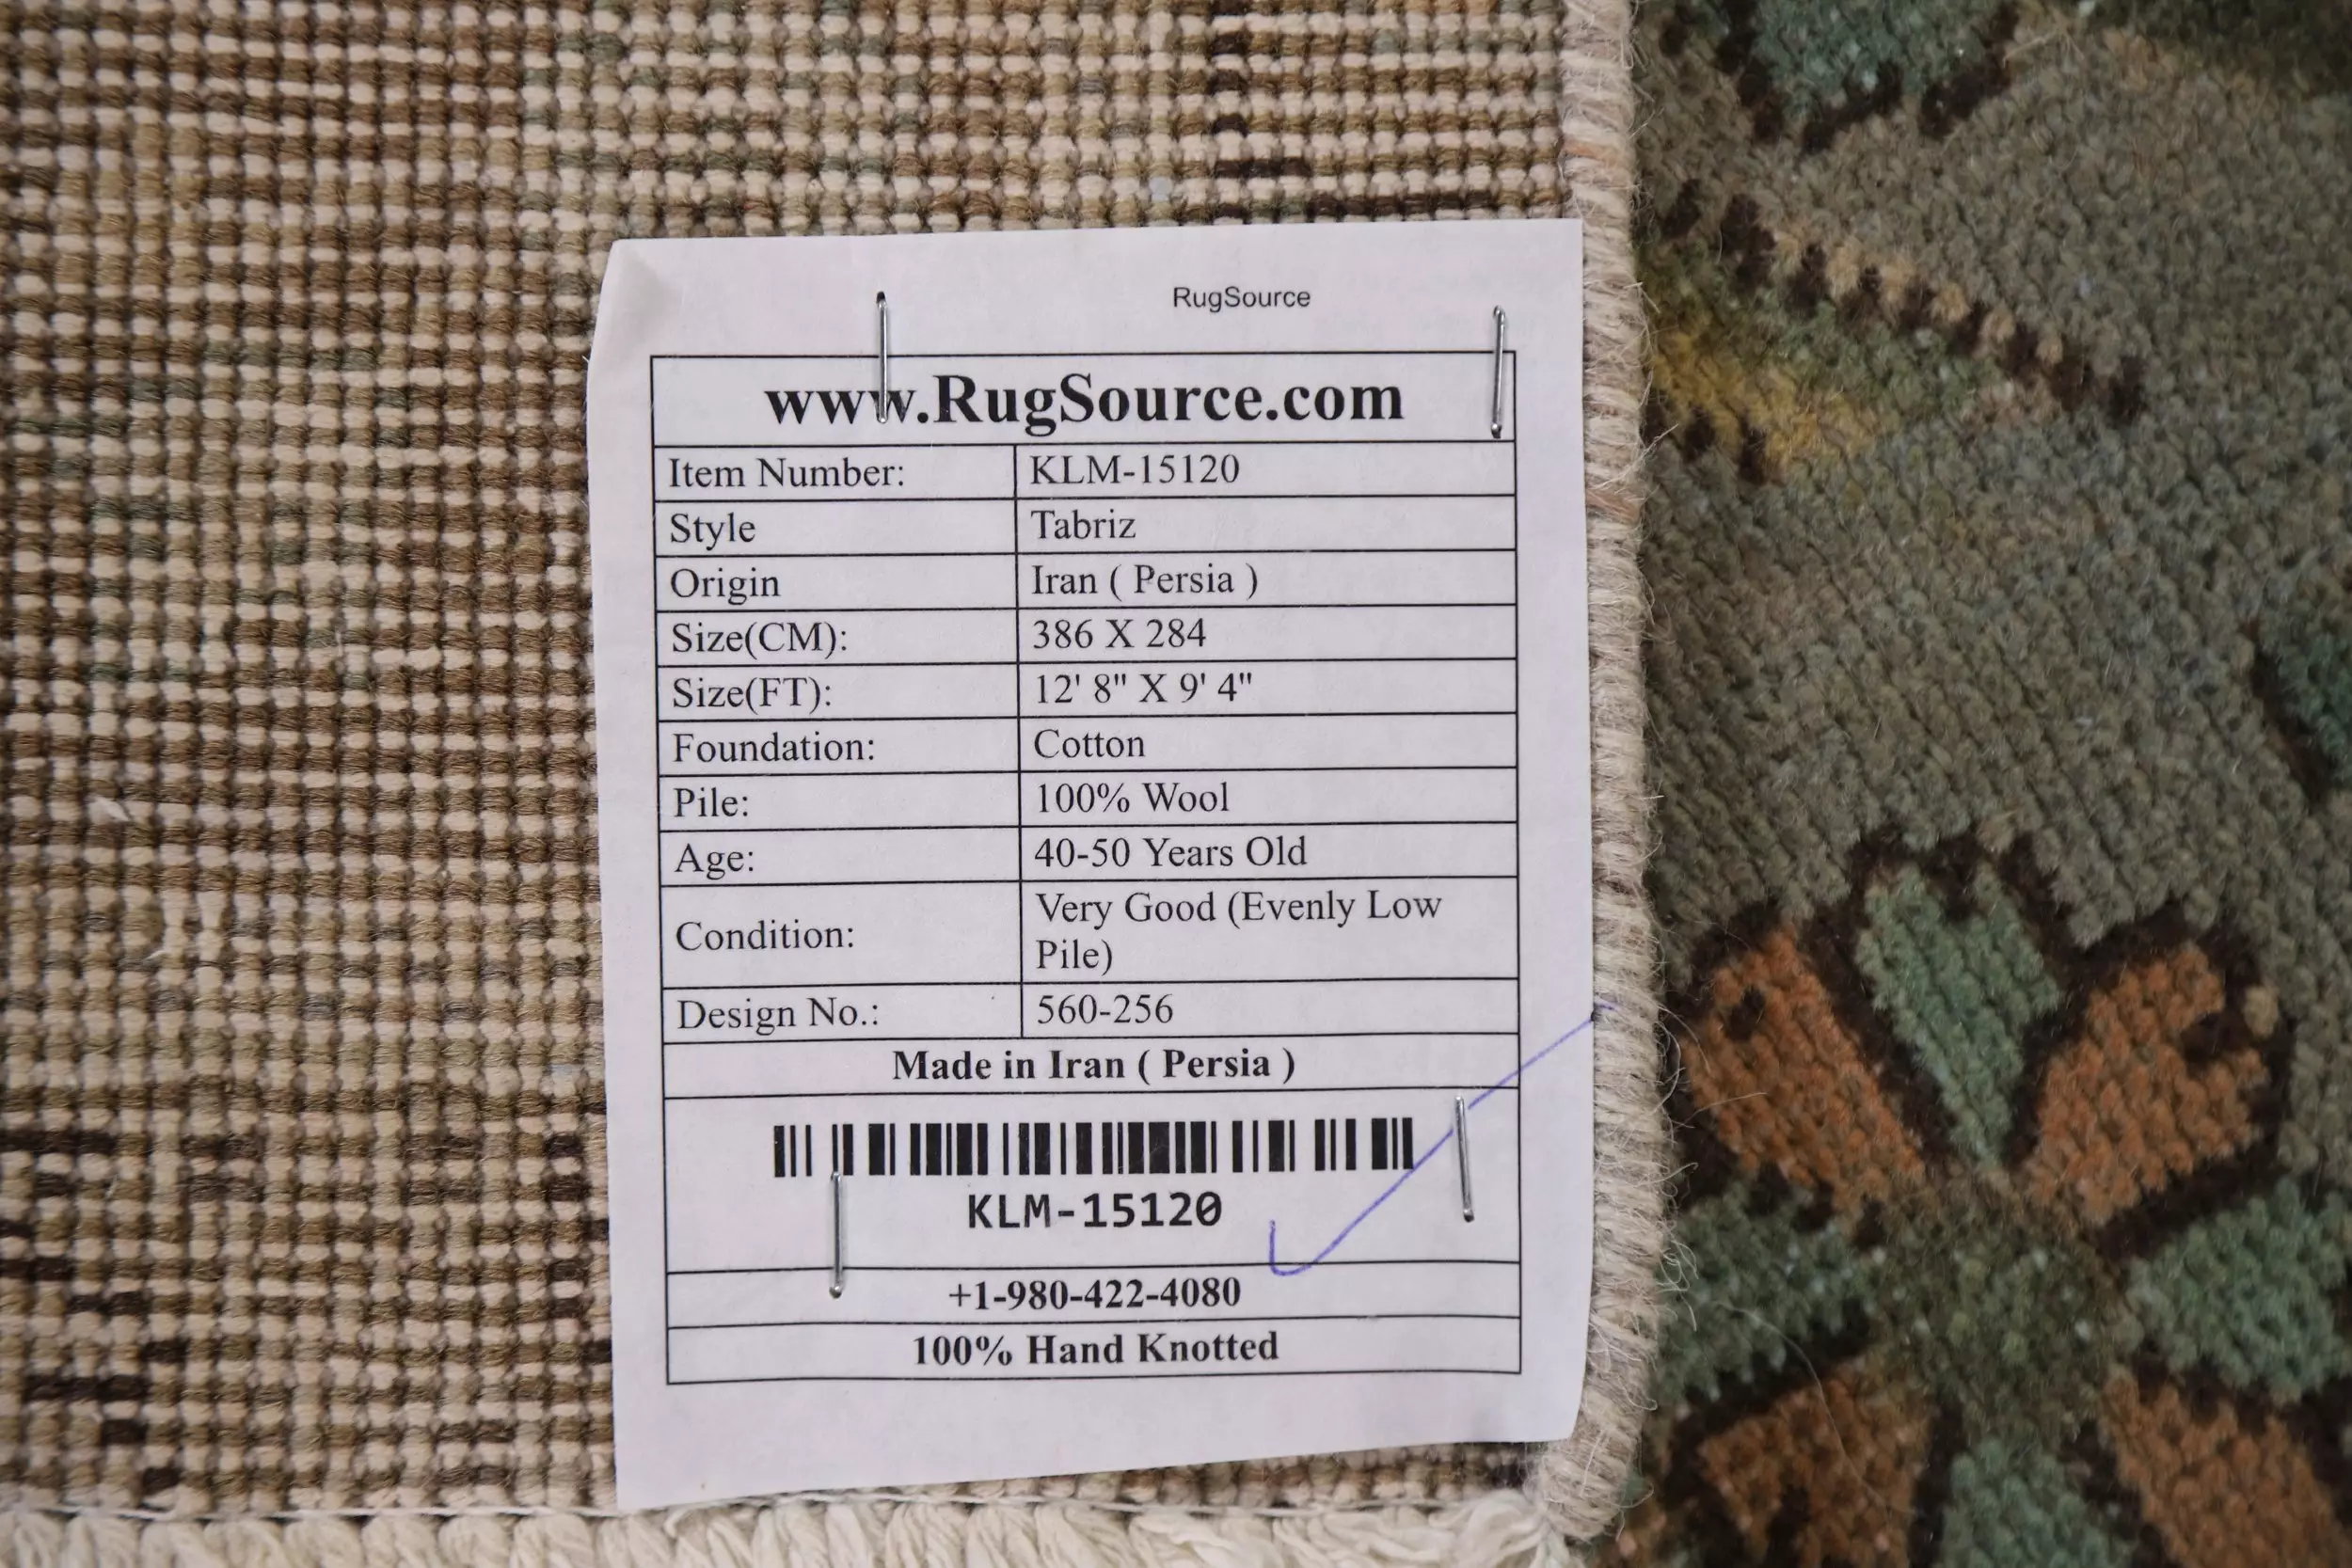 RugSource
www.RugSource.com
Item Number: KLM-15120
Style Tabriz
Origin Iran ( Persia )
Size(CM): 386 X 284
Size(FT): 12' 8" X 9' 4"
Foundation: Cotton
Pile: 100% Wool
Age: 40-50 Years Old
Condition: Very Good (Evenly Low
Pile)
Design No.: 560-256
Made in Iran ( Persia )
KLM-15120
+1-980-422-4080
100% Hand Knotted